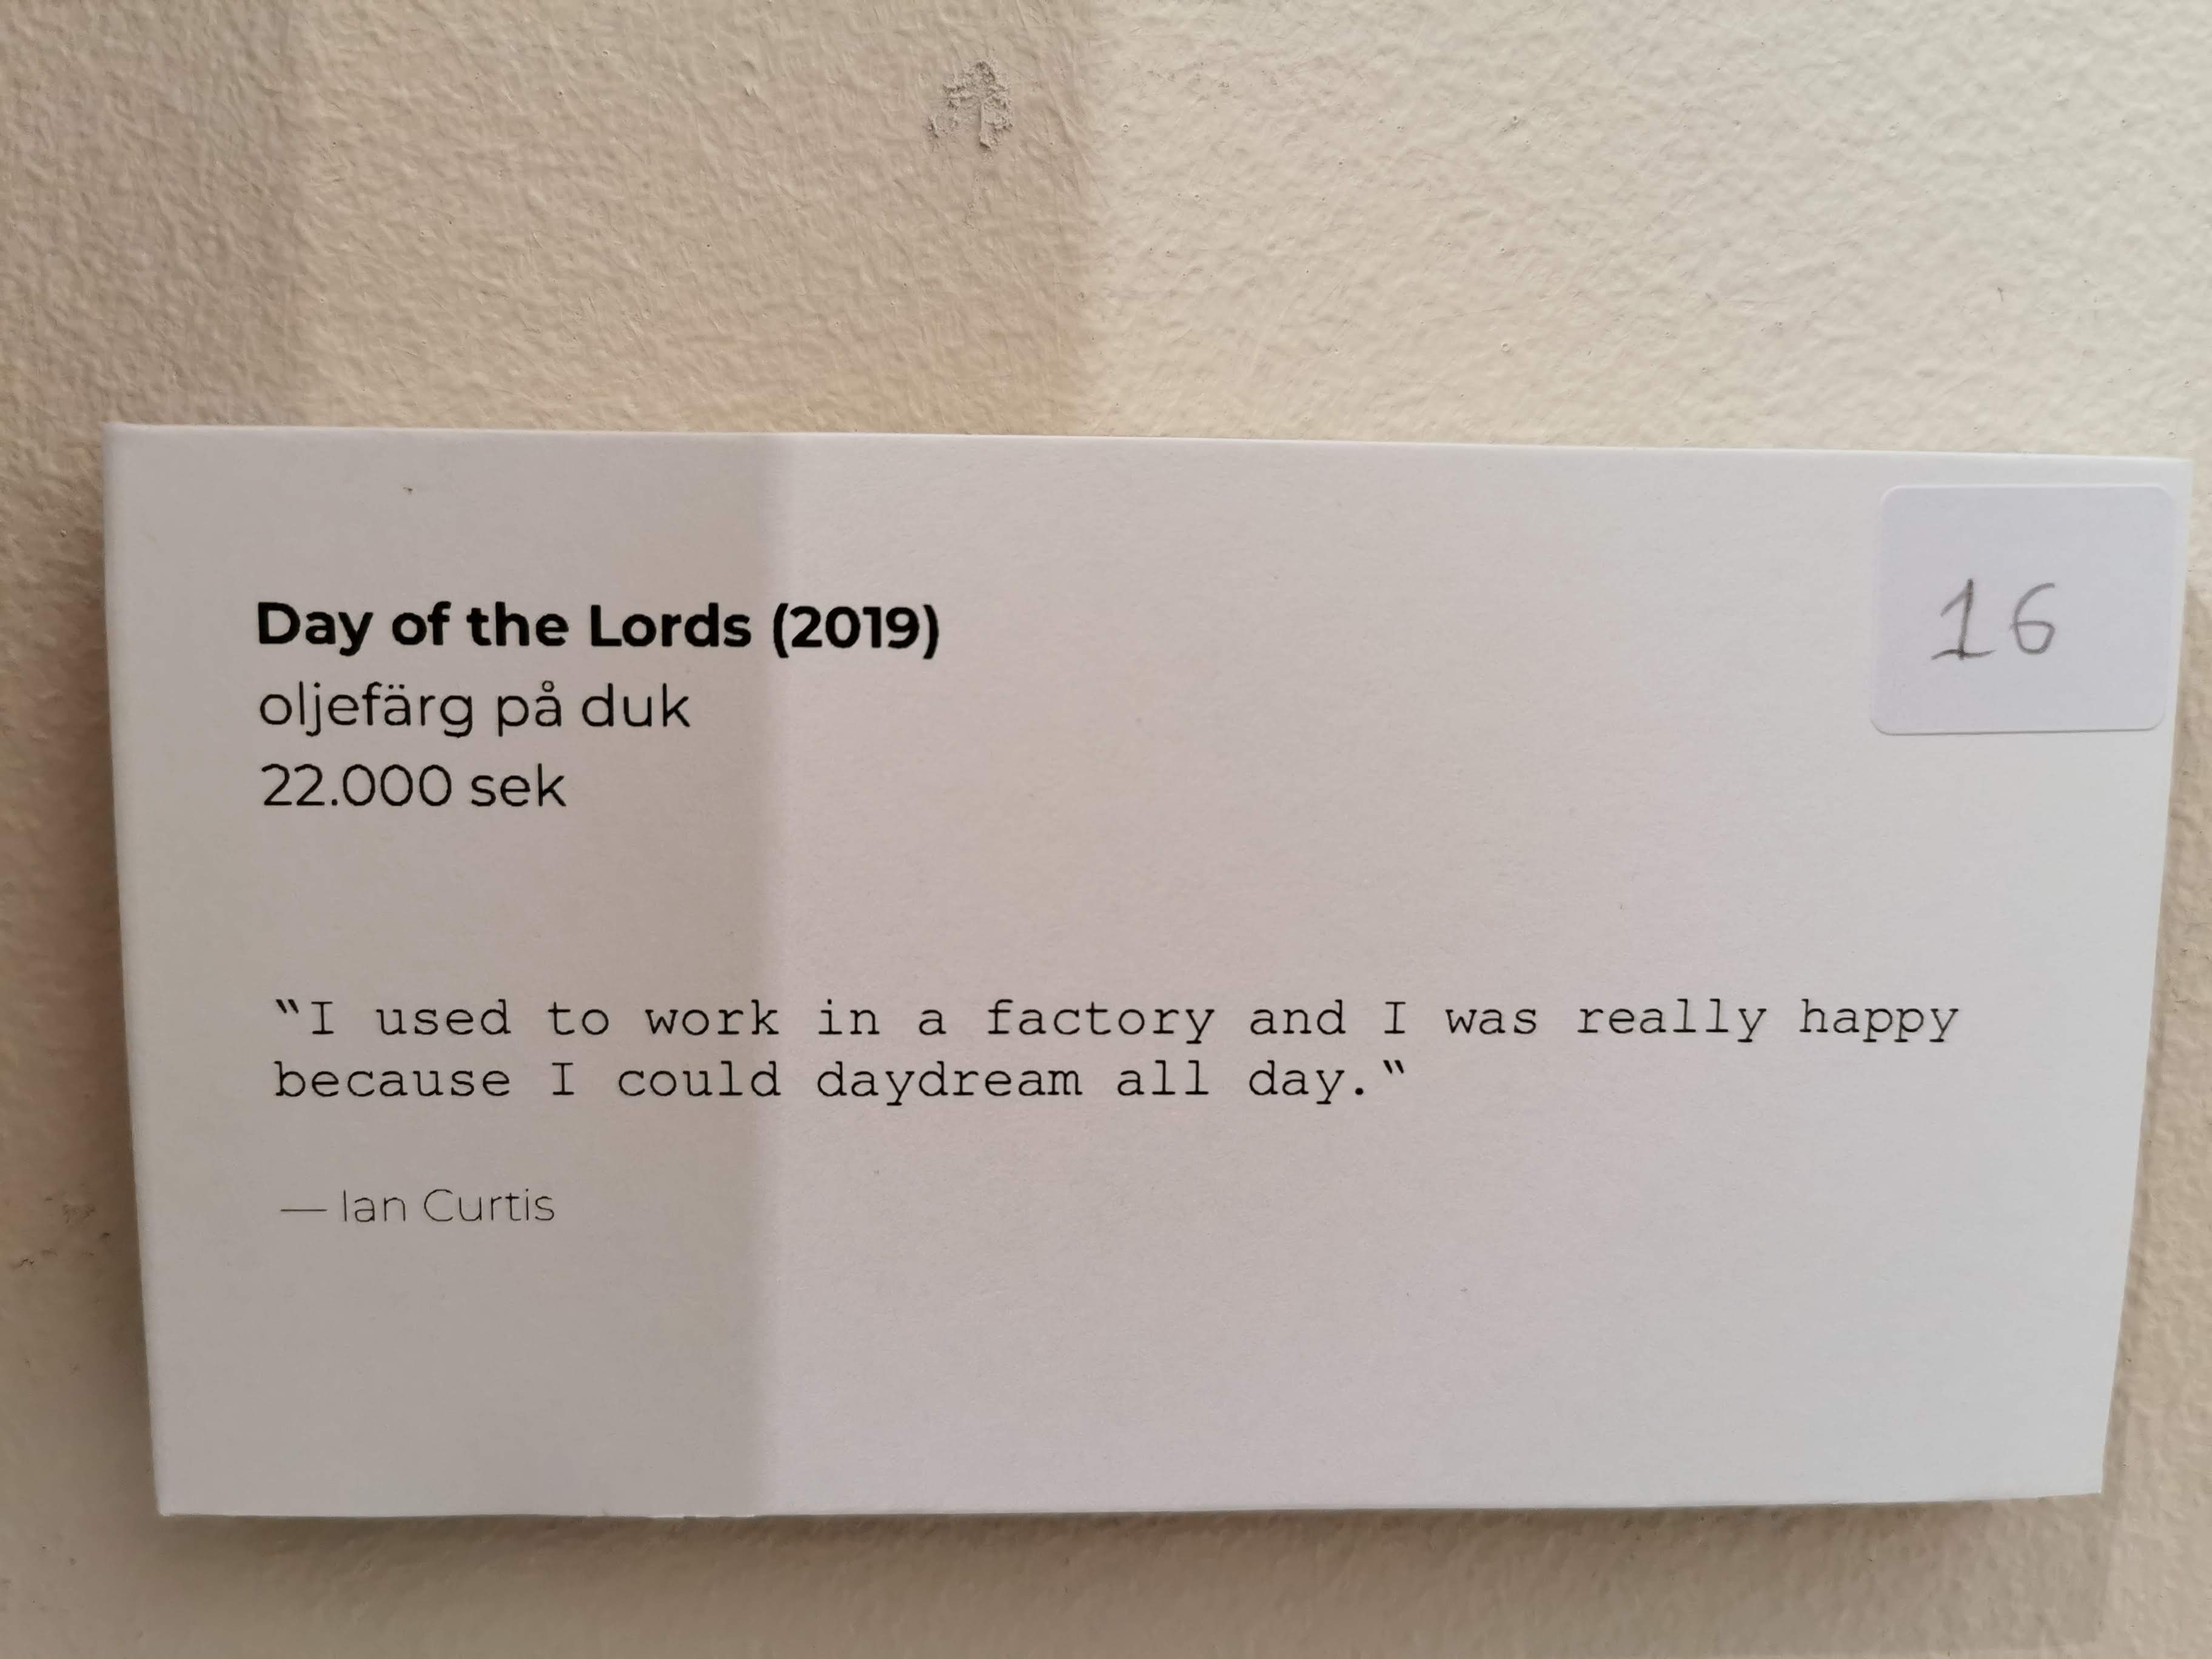 Day of the Lords (2019)
oljefärg på duk
22.000 sek
16
"I used to work in a factory and I was really happy
because I could daydream all day."
— Ian Curtis